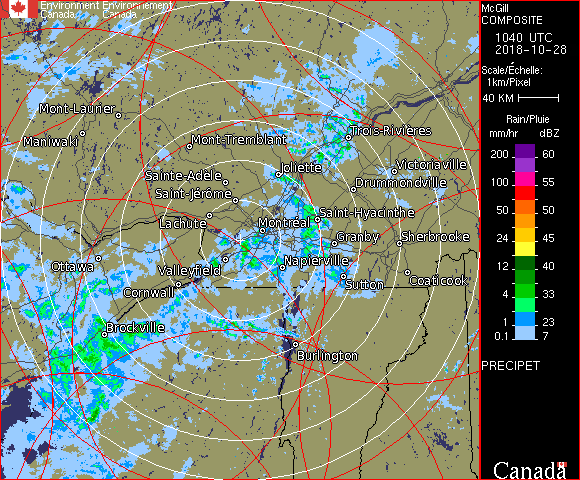 Environment Environnement
Canada Canada
McGill
COMPOSITE
1040 UTC
2018-10-28
Scale/Échelle:
1km/Pixel
40 KM
Rain/Pluie
mm/hr dBZ
200 60
150 57
100 55
50 50
24 45
12 40
4 33
1 23
0.1 7
PRECIPET
Canada
Mont-Laurier
Maniwaki
Mont-Tremblant
Trois-Rivières
Sainte-Adèle
Joliette
Victoriaville
Drummondville
Saint-Jérôme
Lachute
Saint-Hyacinthe
Montréal
Granby
Sherbrooke
Ottawa
Valleyfield
Napierville
Cornwall
Sutton
Coaticook
Brockville
Burlington